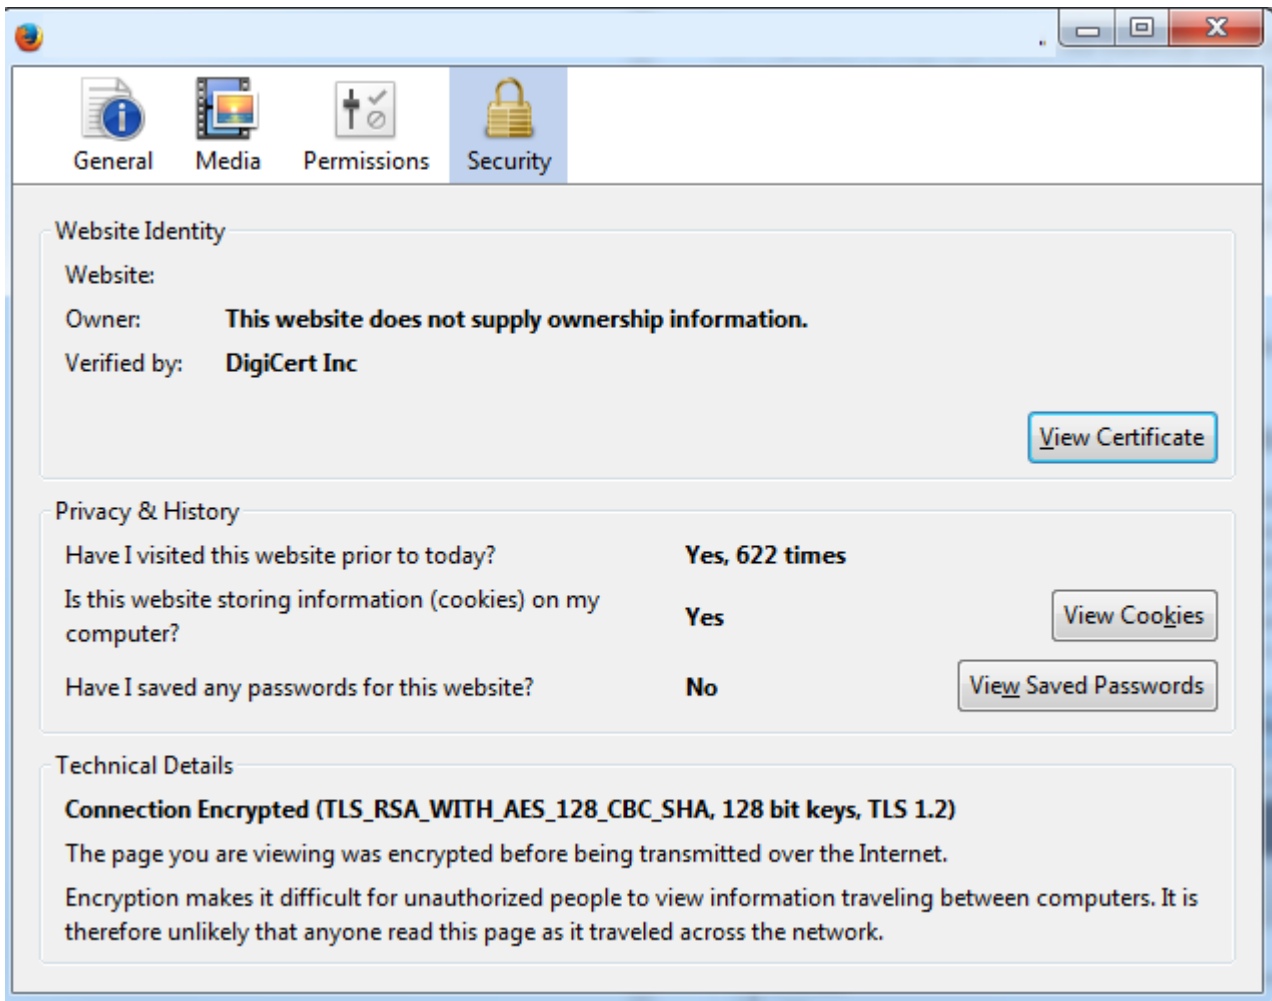 General Media Permissions Security
Website Identity
Website:
Owner: This website does not supply ownership information.
Verified by: DigiCert Inc
View Certificate
Privacy & History
Have I visited this website prior to today? Yes, 622 times
Is this website storing information (cookies) on my
computer?
Yes
View Cookies
Have I saved any passwords for this website? No View Saved Passwords
Technical Details
Connection Encrypted (TLS_RSA_WITH_AES_128_CBC_SHA, 128 bit keys, TLS 1.2)
The page you are viewing was encrypted before being transmitted over the Internet.
Encryption makes it difficult for unauthorized people to view information traveling between computers. It is
therefore unlikely that anyone read this page as it traveled across the network.